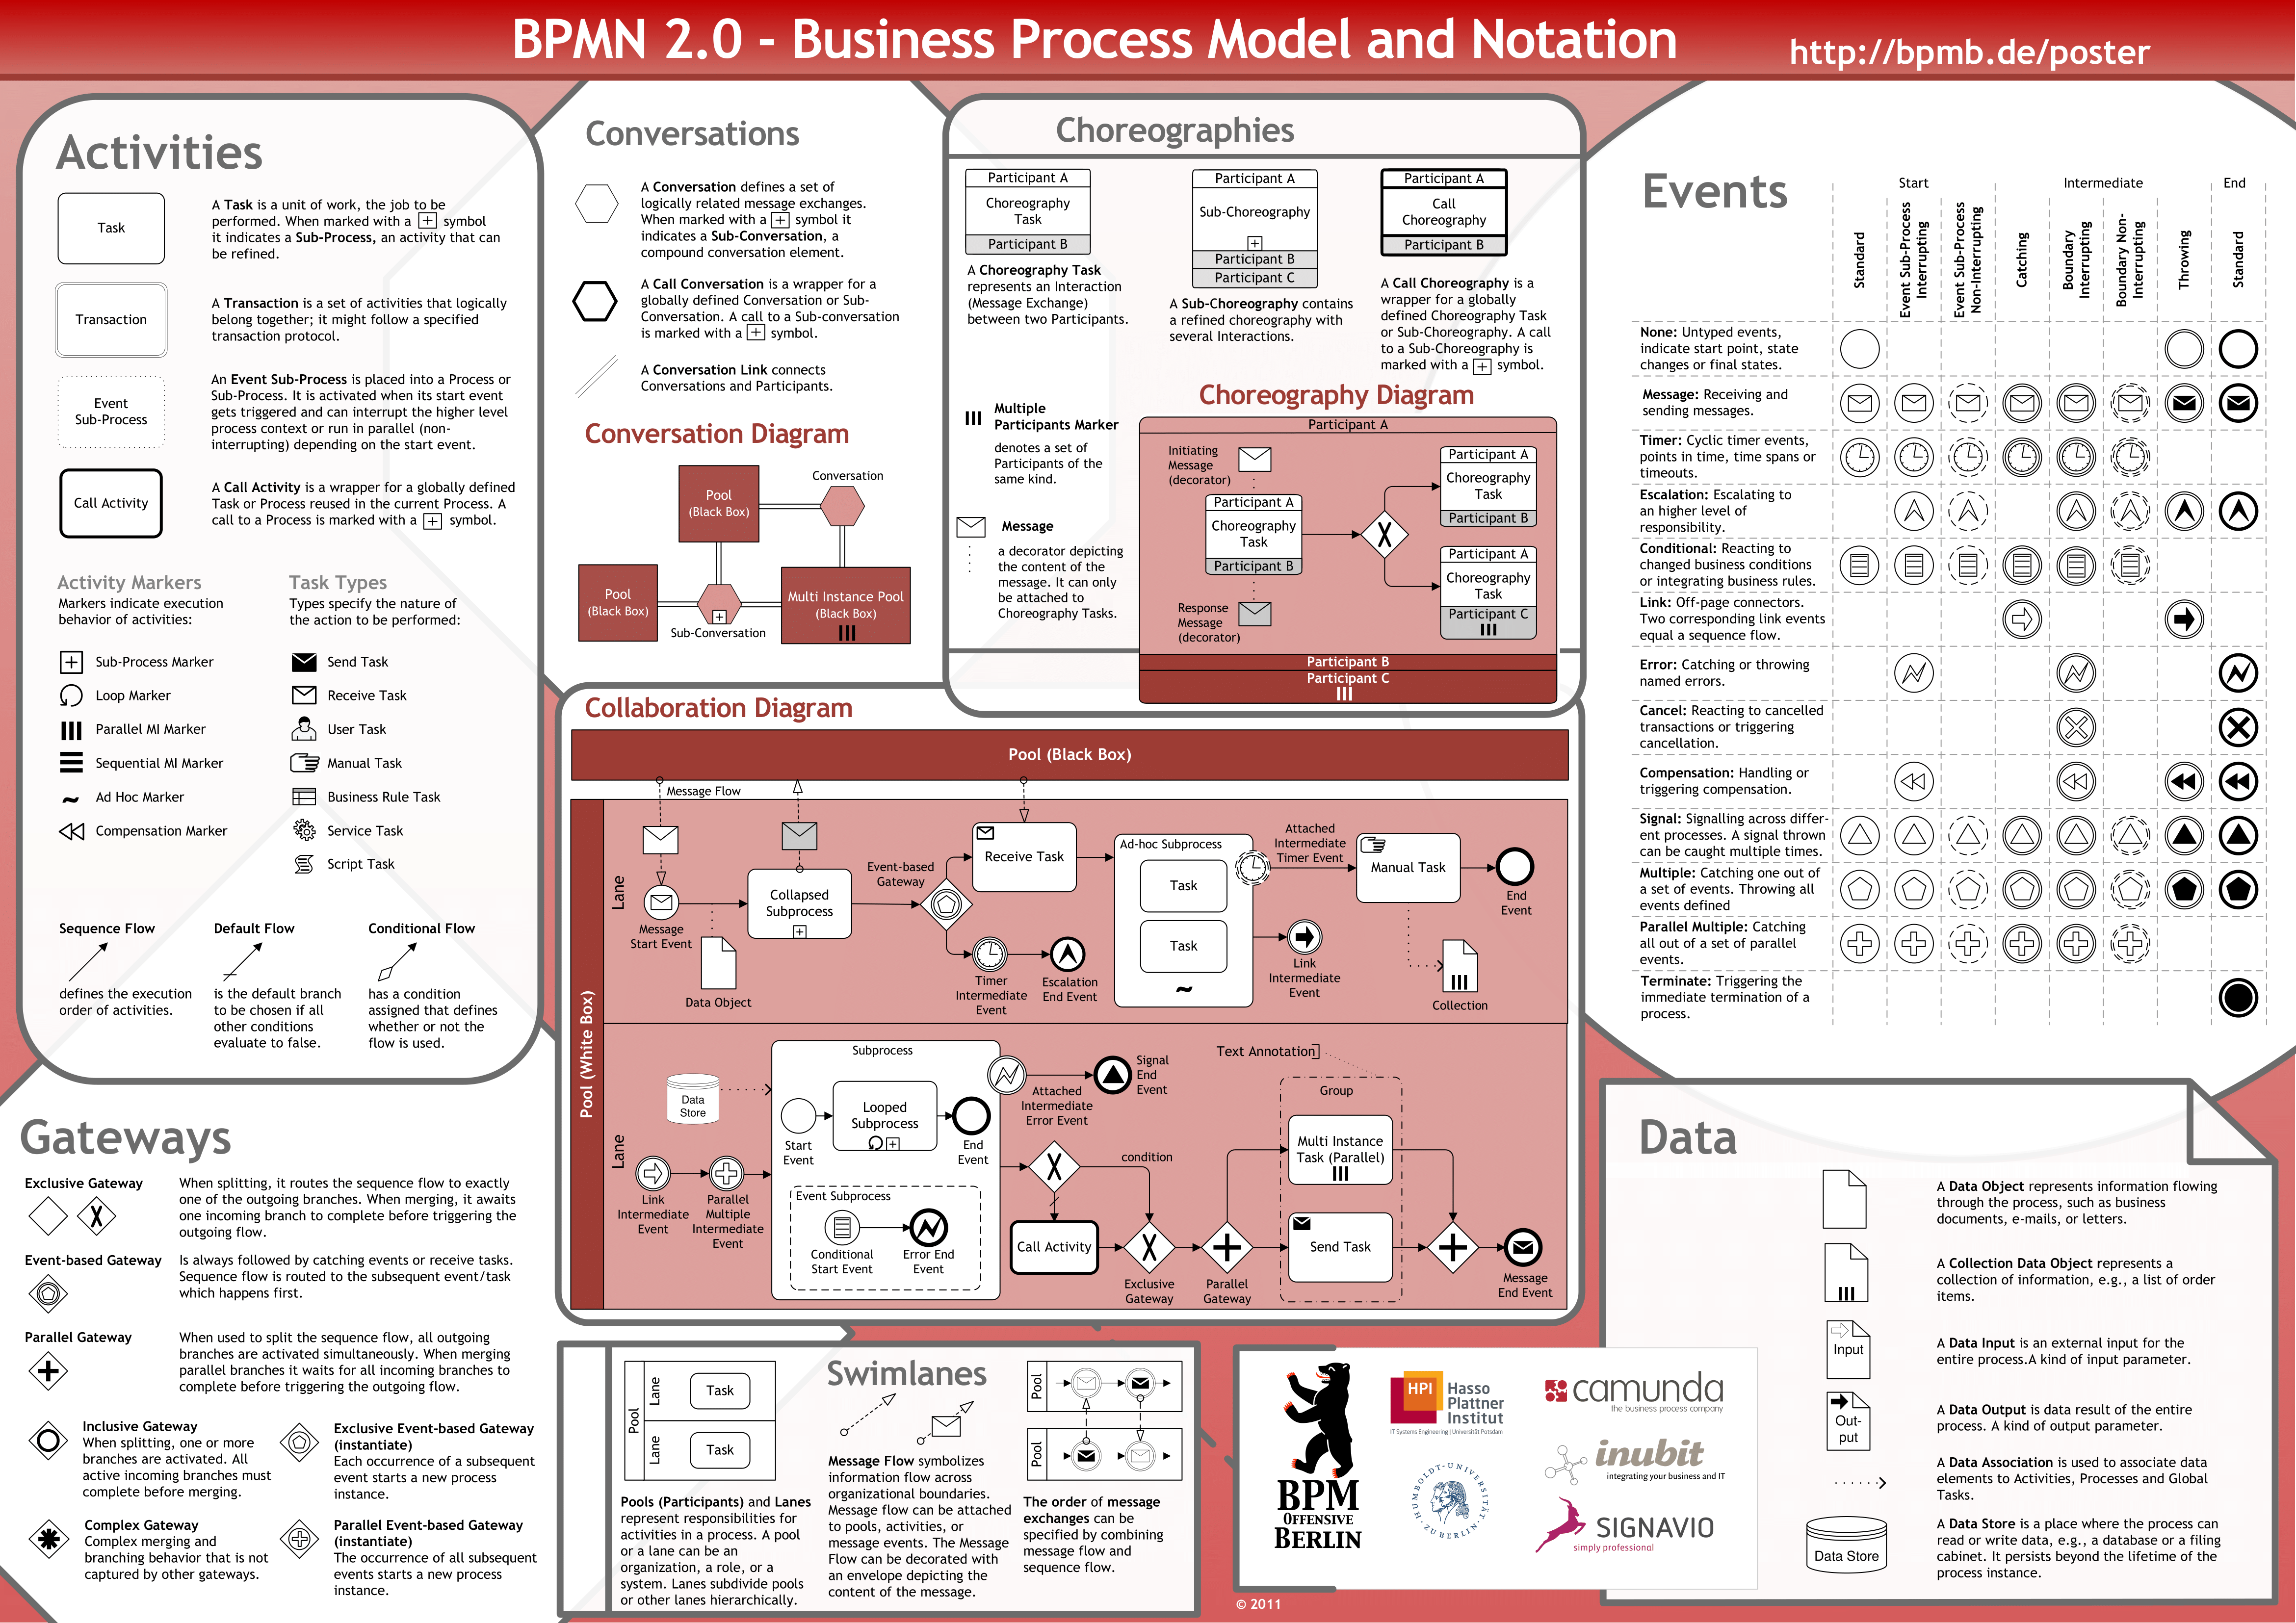 BPMN 2.0 - Business Process Model and Notation
http://bpmb.de/poster
Activities
Task
A Task is a unit of work, the job to be
performed. When marked with a + symbol
it indicates a Sub-Process, an activity that can
be refined.
Transaction
A Transaction is a set of activities that logically
belong together; it might follow a specified
transaction protocol.
Event
Sub-Process
An Event Sub-Process is placed into a Process or
Sub-Process. It is activated when its start event
gets triggered and can interrupt the higher level
process context or run in parallel (non-
interrupting) depending on the start event.
Call Activity
A Call Activity is a wrapper for a globally defined
Task or Process reused in the current Process. A
call to a Process is marked with a + symbol.
Activity Markers
Markers indicate execution
behavior of activities:
Sub-Process Marker
Loop Marker
Parallel MI Marker
Sequential MI Marker
Ad Hoc Marker
Compensation Marker
Task Types
Types specify the nature of
the action to be performed:
Send Task
Receive Task
User Task
Manual Task
Business Rule Task
Service Task
Script Task
Sequence Flow
defines the execution
order of activities.
Default Flow
is the default branch
to be chosen if all
other conditions
evaluate to false.
Conditional Flow
has a condition
assigned that defines
whether or not the
flow is used.
Conversations
A Conversation defines a set of
logically related message exchanges.
When marked with a + symbol it
indicates a Sub-Conversation, a
compound conversation element.
A Call Conversation is a wrapper for a
globally defined Conversation or Sub-
Conversation. A call to a Sub-conversation
is marked with a + symbol.
A Conversation Link connects
Conversations and Participants.
Conversation Diagram
Pool
(Black Box)
Conversation
Pool
(Black Box)
Sub-Conversation
Multi Instance Pool
(Black Box)
Choreographies
Participant A
Choreography
Task
Participant B
A Choreography Task
represents an Interaction
(Message Exchange)
between two Participants.
Participant A
Sub-Choreography
Participant B
Participant C
A Sub-Choreography contains
a refined choreography with
several Interactions.
Participant A
Call
Choreography
Participant B
A Call Choreography is a
wrapper for a globally
defined Choreography Task
or Sub-Choreography. A call
to a Sub-Choreography is
marked with a + symbol.
Multiple
Participants Marker
denotes a set of
Participants of the
same kind.
Message
a decorator depicting
the content of the
message. It can only
be attached to
Choreography Tasks.
Choreography Diagram
Participant A
Initiating
Message
(decorator)
Participant A
Choreography
Task
Participant B
Response
Message
(decorator)
Participant A
Choreography
Task
Participant B
Participant A
Choreography
Task
Participant C
Participant B
Participant C
Events
Start
Intermediate
End
Standard
Event Sub-Process
Interrupting
Event Sub-Process
Non-Interrupting
Catching
Boundary
Interrupting
Boundary Non-
Interrupting
Throwing
Standard
None: Untyped events,
indicate start point, state
changes or final states.
Message: Receiving and
sending messages.
Timer: Cyclic timer events,
points in time, time spans or
timeouts.
Escalation: Escalating to
an higher level of
responsibility.
Conditional: Reacting to
changed business conditions
or integrating business rules.
Link: Off-page connectors.
Two corresponding link events
equal a sequence flow.
Error: Catching or throwing
named errors.
Cancel: Reacting to cancelled
transactions or triggering
cancellation.
Compensation: Handling or
triggering compensation.
Signal: Signalling across differ-
ent processes. A signal thrown
can be caught multiple times.
Multiple: Catching one out of
a set of events. Throwing all
events defined
Parallel Multiple: Catching
all out of a set of parallel
events.
Terminate: Triggering the
immediate termination of a
process.
Collaboration Diagram
Pool (Black Box)
Message Flow
Pool (White Box)
Lane
Message
Start Event
Data Object
Collapsed
Subprocess
Event-based
Gateway
Receive Task
Timer
Intermediate
Event
Escalation
End Event
Ad-hoc Subprocess
Task
Task
Attached
Intermediate
Timer Event
Link
Intermediate
Event
Manual Task
End
Event
Collection
Lane
Data
Store
Link
Intermediate
Event
Parallel
Multiple
Intermediate
Event
Subprocess
Start
Event
Looped
Subprocess
End
Event
Event Subprocess
Conditional
Start Event
Error End
Event
Attached
Intermediate
Error Event
Signal
End
Event
condition
Call Activity
Exclusive
Gateway
Parallel
Gateway
Text Annotation
Group
Multi Instance
Task (Parallel)
Send Task
Message
End Event
Gateways
Exclusive Gateway
When splitting, it routes the sequence flow to exactly
one of the outgoing branches. When merging, it awaits
one incoming branch to complete before triggering the
outgoing flow.
Event-based Gateway
Is always followed by catching events or receive tasks.
Sequence flow is routed to the subsequent event/task
which happens first.
Parallel Gateway
When used to split the sequence flow, all outgoing
branches are activated simultaneously. When merging
parallel branches it waits for all incoming branches to
complete before triggering the outgoing flow.
Inclusive Gateway
When splitting, one or more
branches are activated. All
active incoming branches must
complete before merging.
Exclusive Event-based Gateway
(instantiate)
Each occurrence of a subsequent
event starts a new process
instance.
Complex Gateway
Complex merging and
branching behavior that is not
captured by other gateways.
Parallel Event-based Gateway
(instantiate)
The occurrence of all subsequent
events starts a new process
instance.
Swimlanes
Pool
Lane
Task
Lane
Task
Pools (Participants) and Lanes
represent responsibilities for
activities in a process. A pool
or a lane can be an
organization, a role, or a
system. Lanes subdivide pools
or other lanes hierarchically.
Message Flow symbolizes
information flow across
organizational boundaries.
Message flow can be attached
to pools, activities, or
message events. The Message
Flow can be decorated with
an envelope depicting the
content of the message.
Pool
Pool
The order of message
exchanges can be
specified by combining
message flow and
sequence flow.
BPM
OFFENSIVE
BERLIN
HPI
Hasso
Plattner
Institut
IT Systems Engineering | Universität Potsdam
HUMBOLDT-UNIVERSITÄT ZU BERLIN
camunda
the business process company
inubit
integrating your business and IT
SIGNAVIO
simply professional
© 2011
Data
A Data Object represents information flowing
through the process, such as business
documents, e-mails, or letters.
A Collection Data Object represents a
collection of information, e.g., a list of order
items.
Input
A Data Input is an external input for the
entire process.A kind of input parameter.
Out-
put
A Data Output is data result of the entire
process. A kind of output parameter.
A Data Association is used to associate data
elements to Activities, Processes and Global
Tasks.
Data Store
A Data Store is a place where the process can
read or write data, e.g., a database or a filing
cabinet. It persists beyond the lifetime of the
process instance.